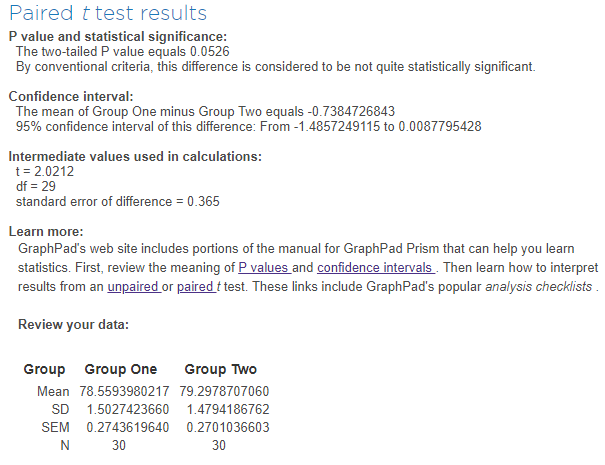 Paired t test results
P value and statistical significance:
The two-tailed P value equals 0.0526
By conventional criteria, this difference is considered to be not quite statistically significant.
Confidence interval:
The mean of Group One minus Group Two equals -0.7384726843
95% confidence interval of this difference: From -1.4857249115 to 0.0087795428
Intermediate values used in calculations:
t = 2.0212
df = 29
standard error of difference = 0.365
Learn more:
GraphPad's web site includes portions of the manual for GraphPad Prism that can help you learn
statistics. First, review the meaning of P values and confidence intervals . Then learn how to interpret
results from an unpaired or paired t test. These links include GraphPad's popular analysis checklists .
Review your data:
Group Group One Group Two
Mean 78.5593980217 79.2978707060
SD 1.5027423660 1.4794186762
SEM 0.2743619640 0.2701036603
N 30 30